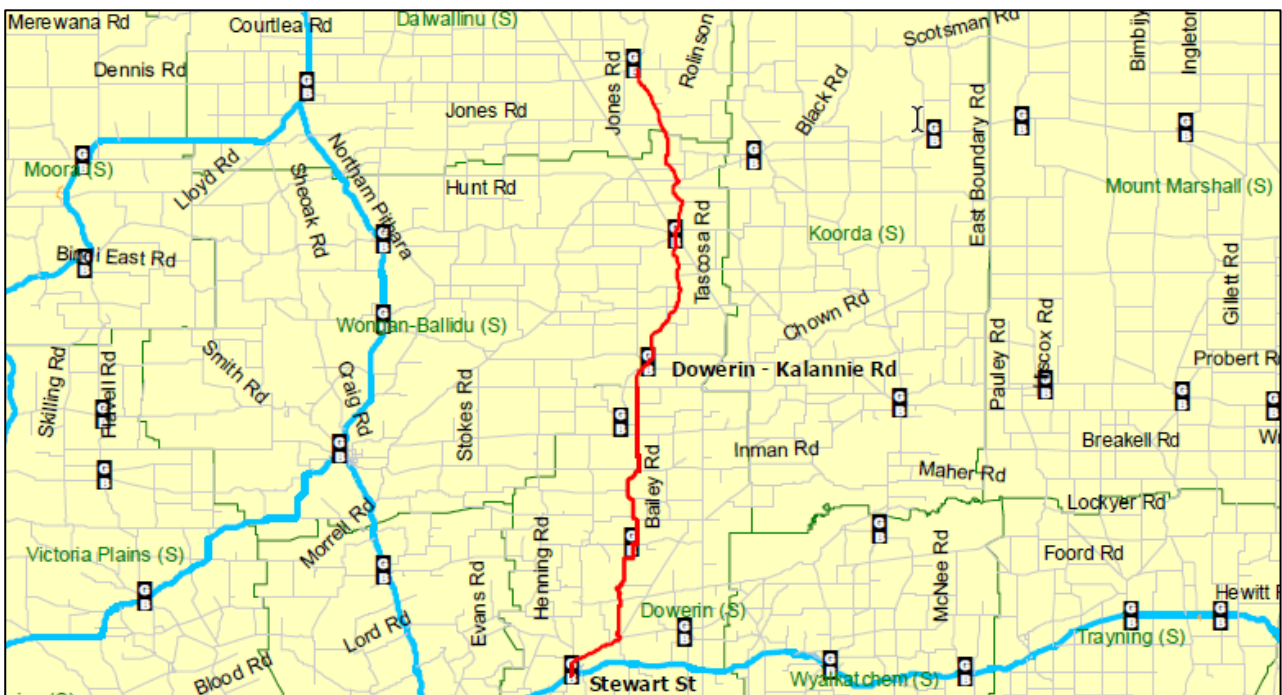 Merewana Rd
Courtlea Rd
Dalwallinu (S)
Scotsman Rd
Dennis Rd
Jones Rd
Jones Rd
Rolinson
Black Rd
East Boundary Rd
Bimbijy
Ingleton
Moora (S)
Lloyd Rd
Sheoak Rd
Northam Pithara
Hunt Rd
Tascosa Rd
Koorda (S)
Mount Marshall (S)
East Rd
Gillett Rd
Chown Rd
Wongan-Ballidu (S)
Skilling Rd
Flavell Rd
Smith Rd
Craig Rd
Stokes Rd
Dowerin - Kalannie Rd
Pauley Rd
Probert R
Inman Rd
Breakell Rd
Bailey Rd
Maher Rd
Lockyer Rd
Morrell Rd
Victoria Plains (S)
Henning Rd
Evans Rd
Foord Rd
McNee Rd
Hewitt R
Lord Rd
Dowerin (S)
Trayning (S)
Blood Rd
Stewart St
Wyalkatchem (S)